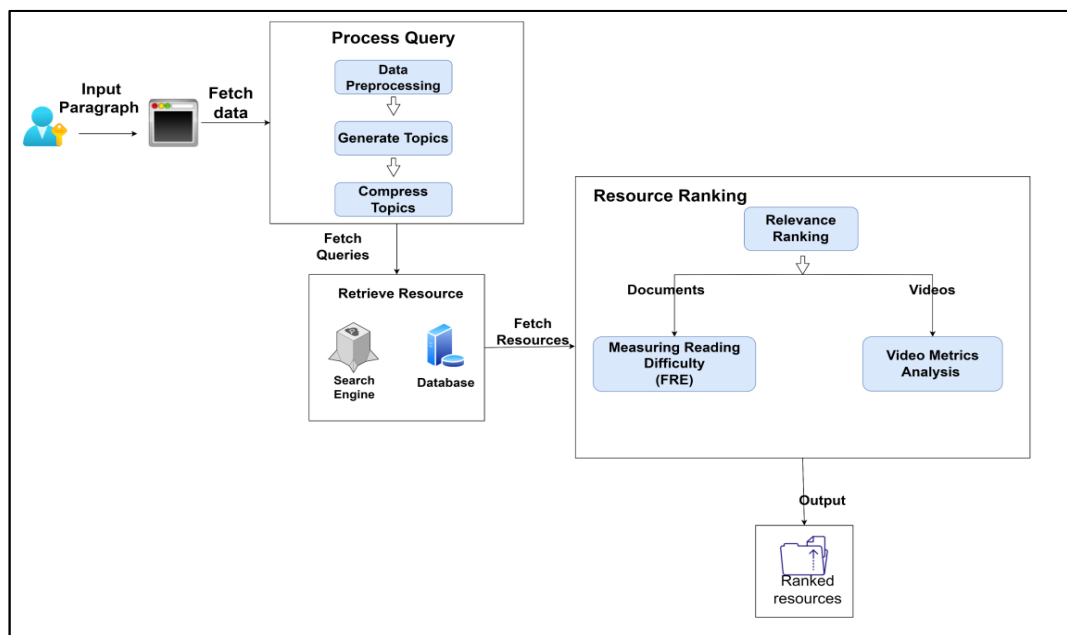 Process Query
Data
Preprocessing
Input
Paragraph
Fetch
data
Generate Topics
Compress
Topics
Fetch
Queries
Retrieve Resource
Search
Engine
Database
Fetch
Resources
Resource Ranking
Relevance
Ranking
Documents
Videos
Measuring Reading
Difficulty
(FRE)
Video Metrics
Analysis
Output
Ranked
resources